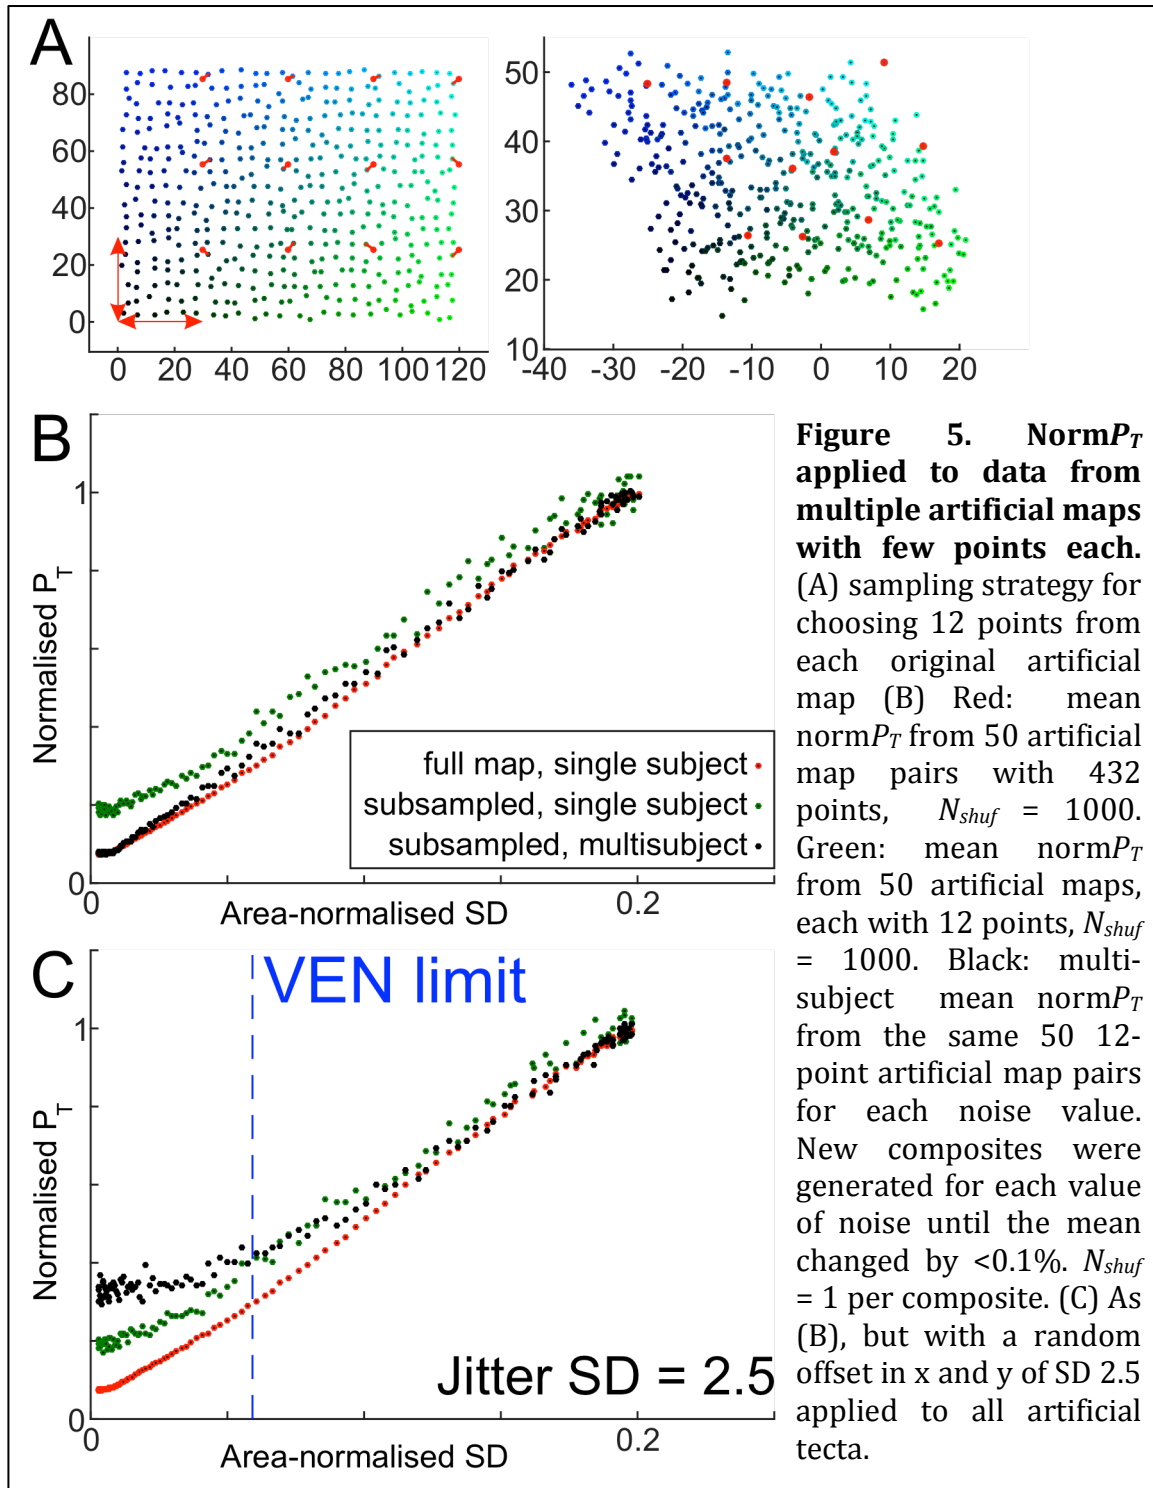 A
80
60
40
20
0
0 20 40 60 80 100 120
50
40
30
20
10
-40 -30 -20 -10 0 10 20
B
1
Normalised P_T
full map, single subject
subsampled, single subject
subsampled, multisubject
0
0 Area-normalised SD 0.2
C
VEN limit
1
Normalised P_T
Jitter SD = 2.5
0
0 Area-normalised SD 0.2
Figure 5. NormP_T
applied to data from
multiple artificial maps
with few points each.
(A) sampling strategy for
choosing 12 points from
each original artificial
map (B) Red: mean
normP_T from 50 artificial
map pairs with 432
points, N_shuf = 1000.
Green: mean normP_T
from 50 artificial maps,
each with 12 points, N_shuf
= 1000. Black: multi-
subject mean normP_T
from the same 50 12-
point artificial map pairs
for each noise value.
New composites were
generated for each value
of noise until the mean
changed by <0.1%. N_shuf
= 1 per composite. (C) As
(B), but with a random
offset in x and y of SD 2.5
applied to all artificial
tecta.